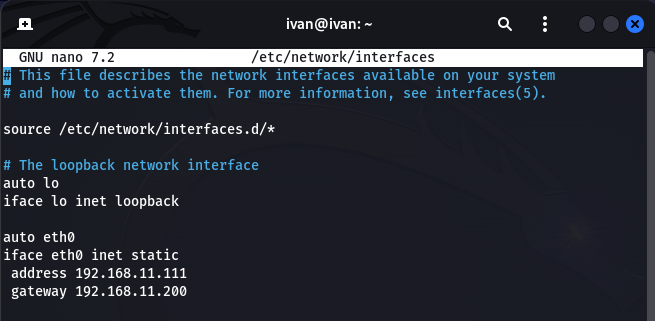 ivan@ivan: ~
GNU nano 7.2 /etc/network/interfaces
# This file describes the network interfaces available on your system
# and how to activate them. For more information, see interfaces(5).
source /etc/network/interfaces.d/*
# The loopback network interface
auto lo
iface lo inet loopback
auto eth0
iface eth0 inet static
address 192.168.11.111
gateway 192.168.11.200